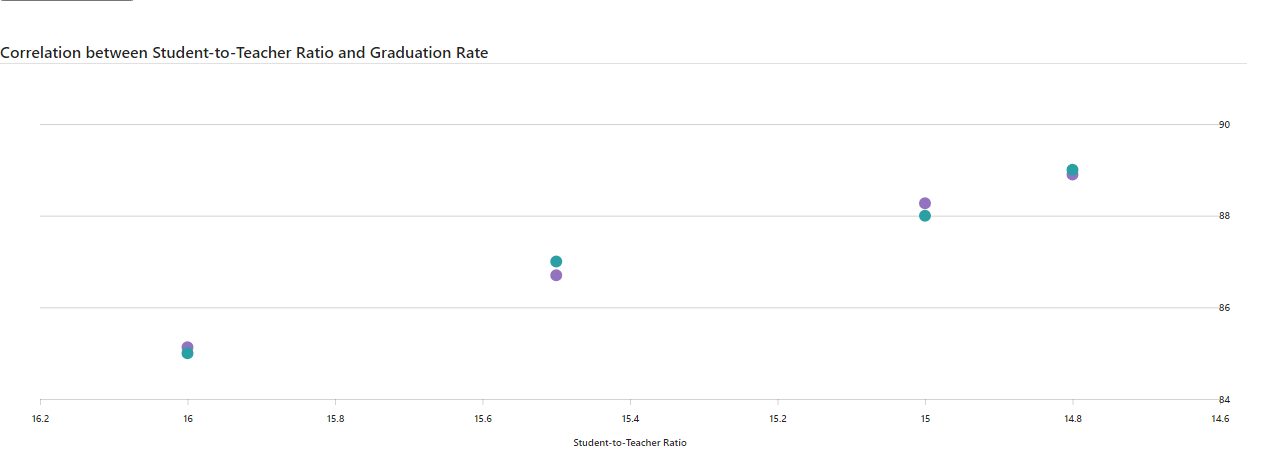 Correlation between Student-to-Teacher Ratio and Graduation Rate
90
88
86
84
16.2 16 15.8 15.6 15.4 15.2 15 14.8 14.6
Student-to-Teacher Ratio